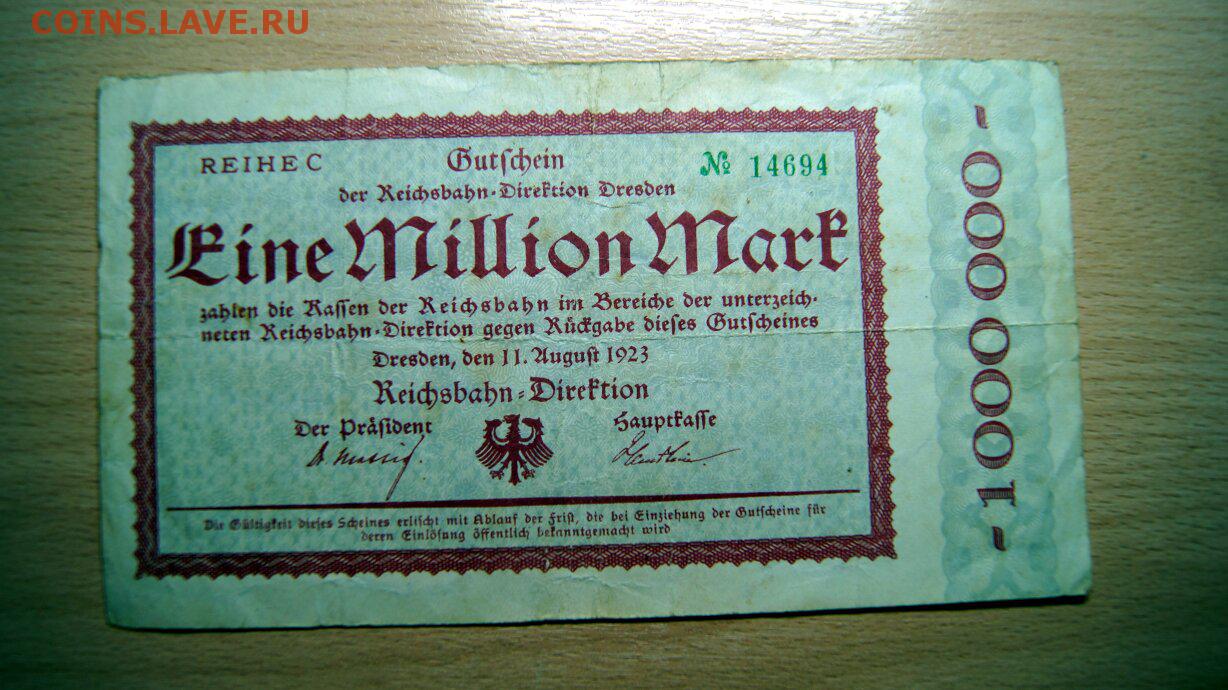 COINS.LAVE.RU
REIHE C
Gutschein
№ 14694
der Reichsbahn-Direktion Dresden
Eine Million Mark
zahlen die Kassen der Reichsbahn im Bereiche der unterzeich-
neten Reichsbahn-Direktion gegen Rückgabe dieses Gutscheines
Dresden, den 11. August 1923
Reichsbahn-Direktion
Der Präsident
Hauptkasse
Die Gültigkeit dieses Scheines erlischt mit Ablauf der Frist, die bei Einziehung der Gutscheine für
deren Einlösung öffentlich bekanntgemacht wird
-1000000-